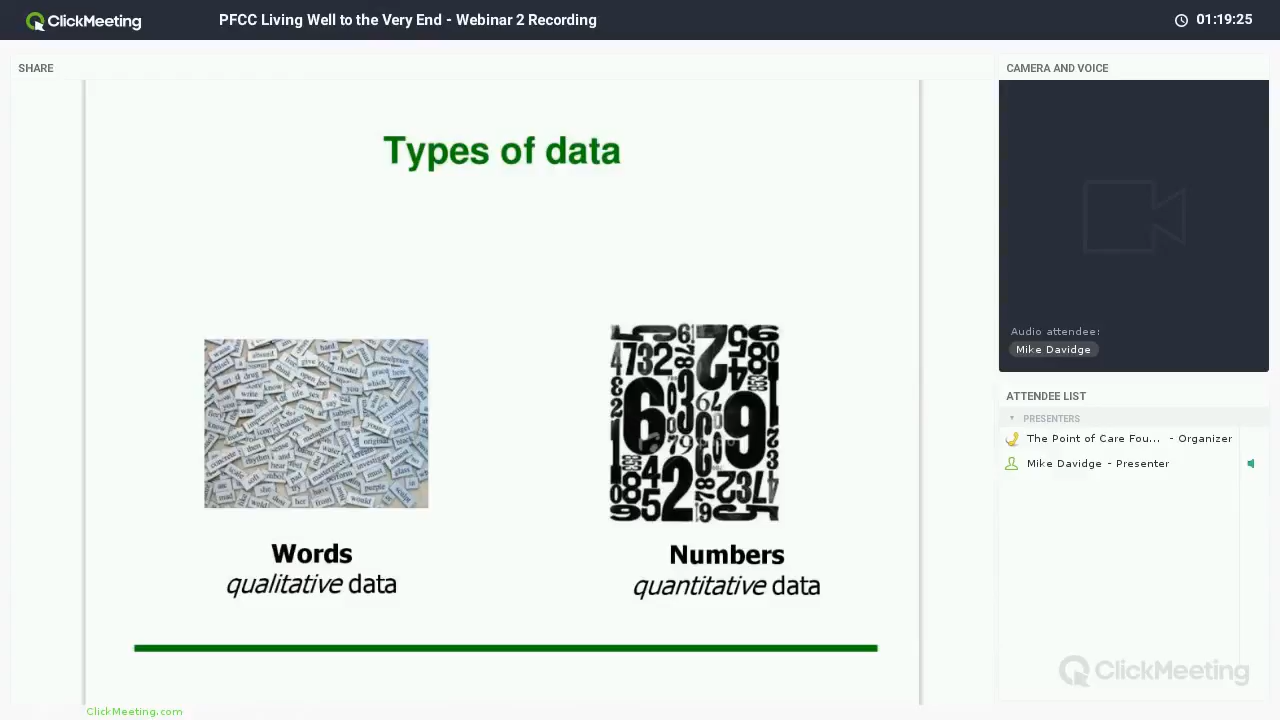 ClickMeeting
PFCC Living Well to the Very End - Webinar 2 Recording
01:19:25
SHARE
Types of data
Words
qualitative data
Numbers
quantitative data
ClickMeeting.com
CAMERA AND VOICE
Audio attendee:
Mike Davidge
ATTENDEE LIST
PRESENTERS
The Point of Care Fou... - Organizer
Mike Davidge - Presenter
ClickMeeting